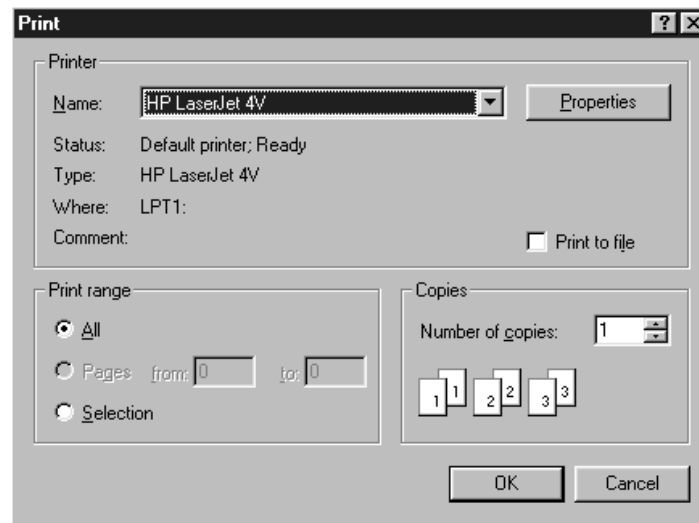 Print
Printer
Name: HP LaserJet 4V Properties
Status: Default printer; Ready
Type: HP LaserJet 4V
Where: LPT1:
Comment: Print to file
Print range
All
Pages from: 0 to: 0
Selection
Copies
Number of copies: 1
1 1 2 2 3 3
OK Cancel